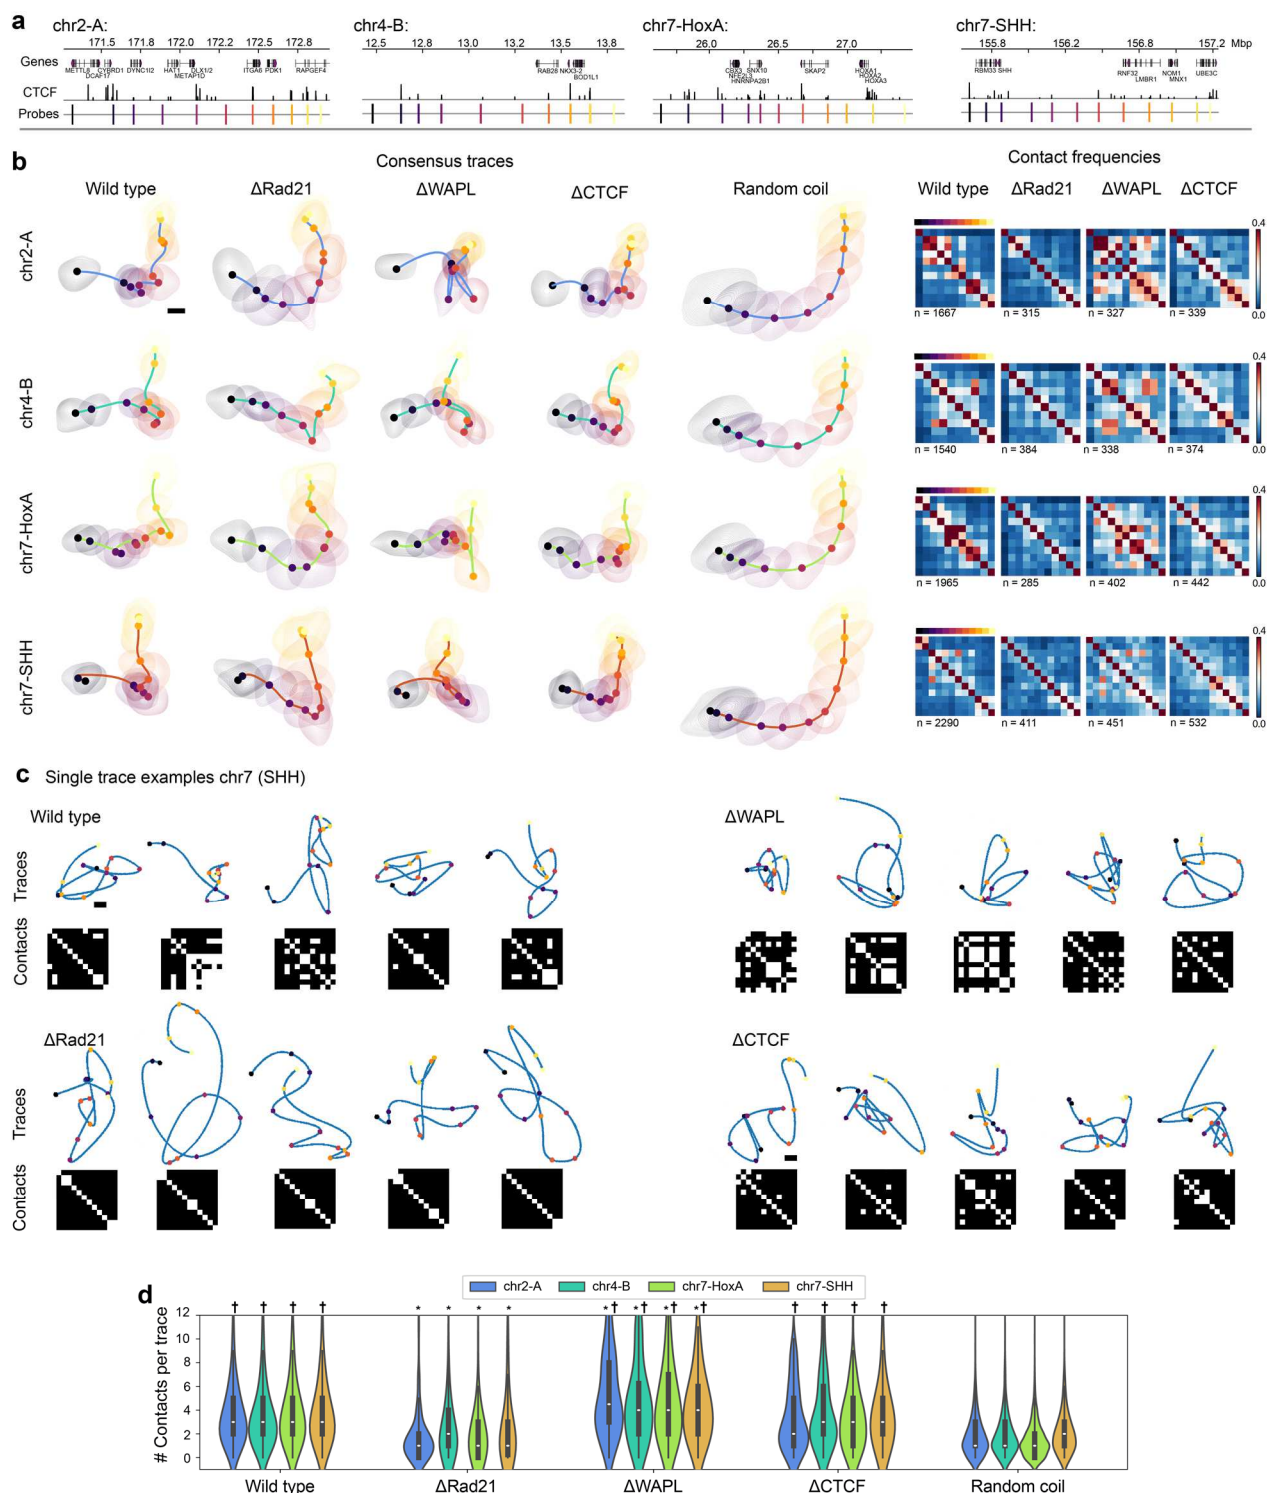 a
chr2-A:
171.5 171.8 172.0 172.2 172.5 172.8
Genes
METTL8 CYBRD1 DYNC1I2 HAT1 DLX1/2 ITGA6 PDK1 RAPGEF4
DCAF17 METAP1D
CTCF
Probes
chr4-B:
12.5 12.8 13.0 13.2 13.5 13.8
RAB28 NKX3-2
BOD1L1
chr7-HoxA:
26.0 26.5 27.0
CBX3 SNX10 SKAP2 HOXA1
NFE2L3 HOXA2
HNRNPA2B1 HOXA3
chr7-SHH:
155.8 156.2 156.8 157.2 Mbp
RBM33 SHH RNF32 NOM1 UBE3C
LMBR1 MNX1
b
Consensus traces
Contact frequencies
Wild type ΔRad21 ΔWAPL ΔCTCF Random coil
Wild type ΔRad21 ΔWAPL ΔCTCF
chr2-A
0.4
0.0
n = 1667 n = 315 n = 327 n = 339
chr4-B
0.4
0.0
n = 1540 n = 384 n = 338 n = 374
chr7-HoxA
0.4
0.0
n = 1965 n = 285 n = 402 n = 442
chr7-SHH
0.4
0.0
n = 2290 n = 411 n = 451 n = 532
c Single trace examples chr7 (SHH)
Wild type
Traces
Contacts
ΔWAPL
Traces
Contacts
ΔRad21
Traces
Contacts
ΔCTCF
Traces
Contacts
d
chr2-A chr4-B chr7-HoxA chr7-SHH
† † † † * * * * *† *† *† *† † † † †
# Contacts per trace
12
10
8
6
4
2
0
Wild type ΔRad21 ΔWAPL ΔCTCF Random coil